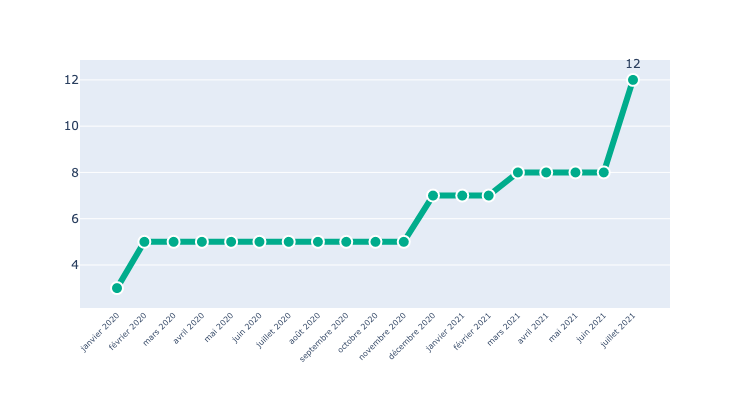 12
12
10
8
6
4
janvier 2020
février 2020
mars 2020
avril 2020
mai 2020
juin 2020
juillet 2020
août 2020
septembre 2020
octobre 2020
novembre 2020
décembre 2020
janvier 2021
février 2021
mars 2021
avril 2021
mai 2021
juin 2021
juillet 2021